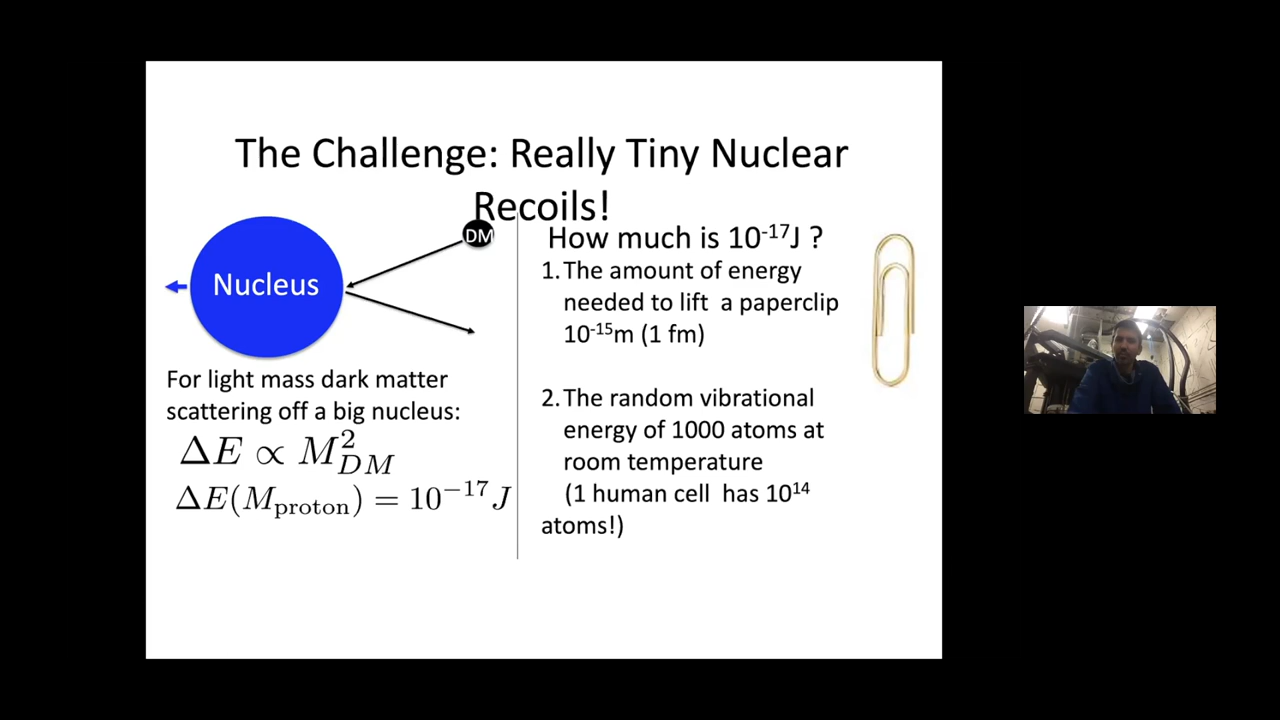 The Challenge: Really Tiny Nuclear
Recoils!
DM
Nucleus
For light mass dark matter
scattering off a big nucleus:
ΔE ∝ M²_DM
ΔE(M_proton) = 10⁻¹⁷J
How much is 10⁻¹⁷J ?
1. The amount of energy
needed to lift a paperclip
10⁻¹⁵m (1 fm)
2. The random vibrational
energy of 1000 atoms at
room temperature
(1 human cell has 10¹⁴
atoms!)